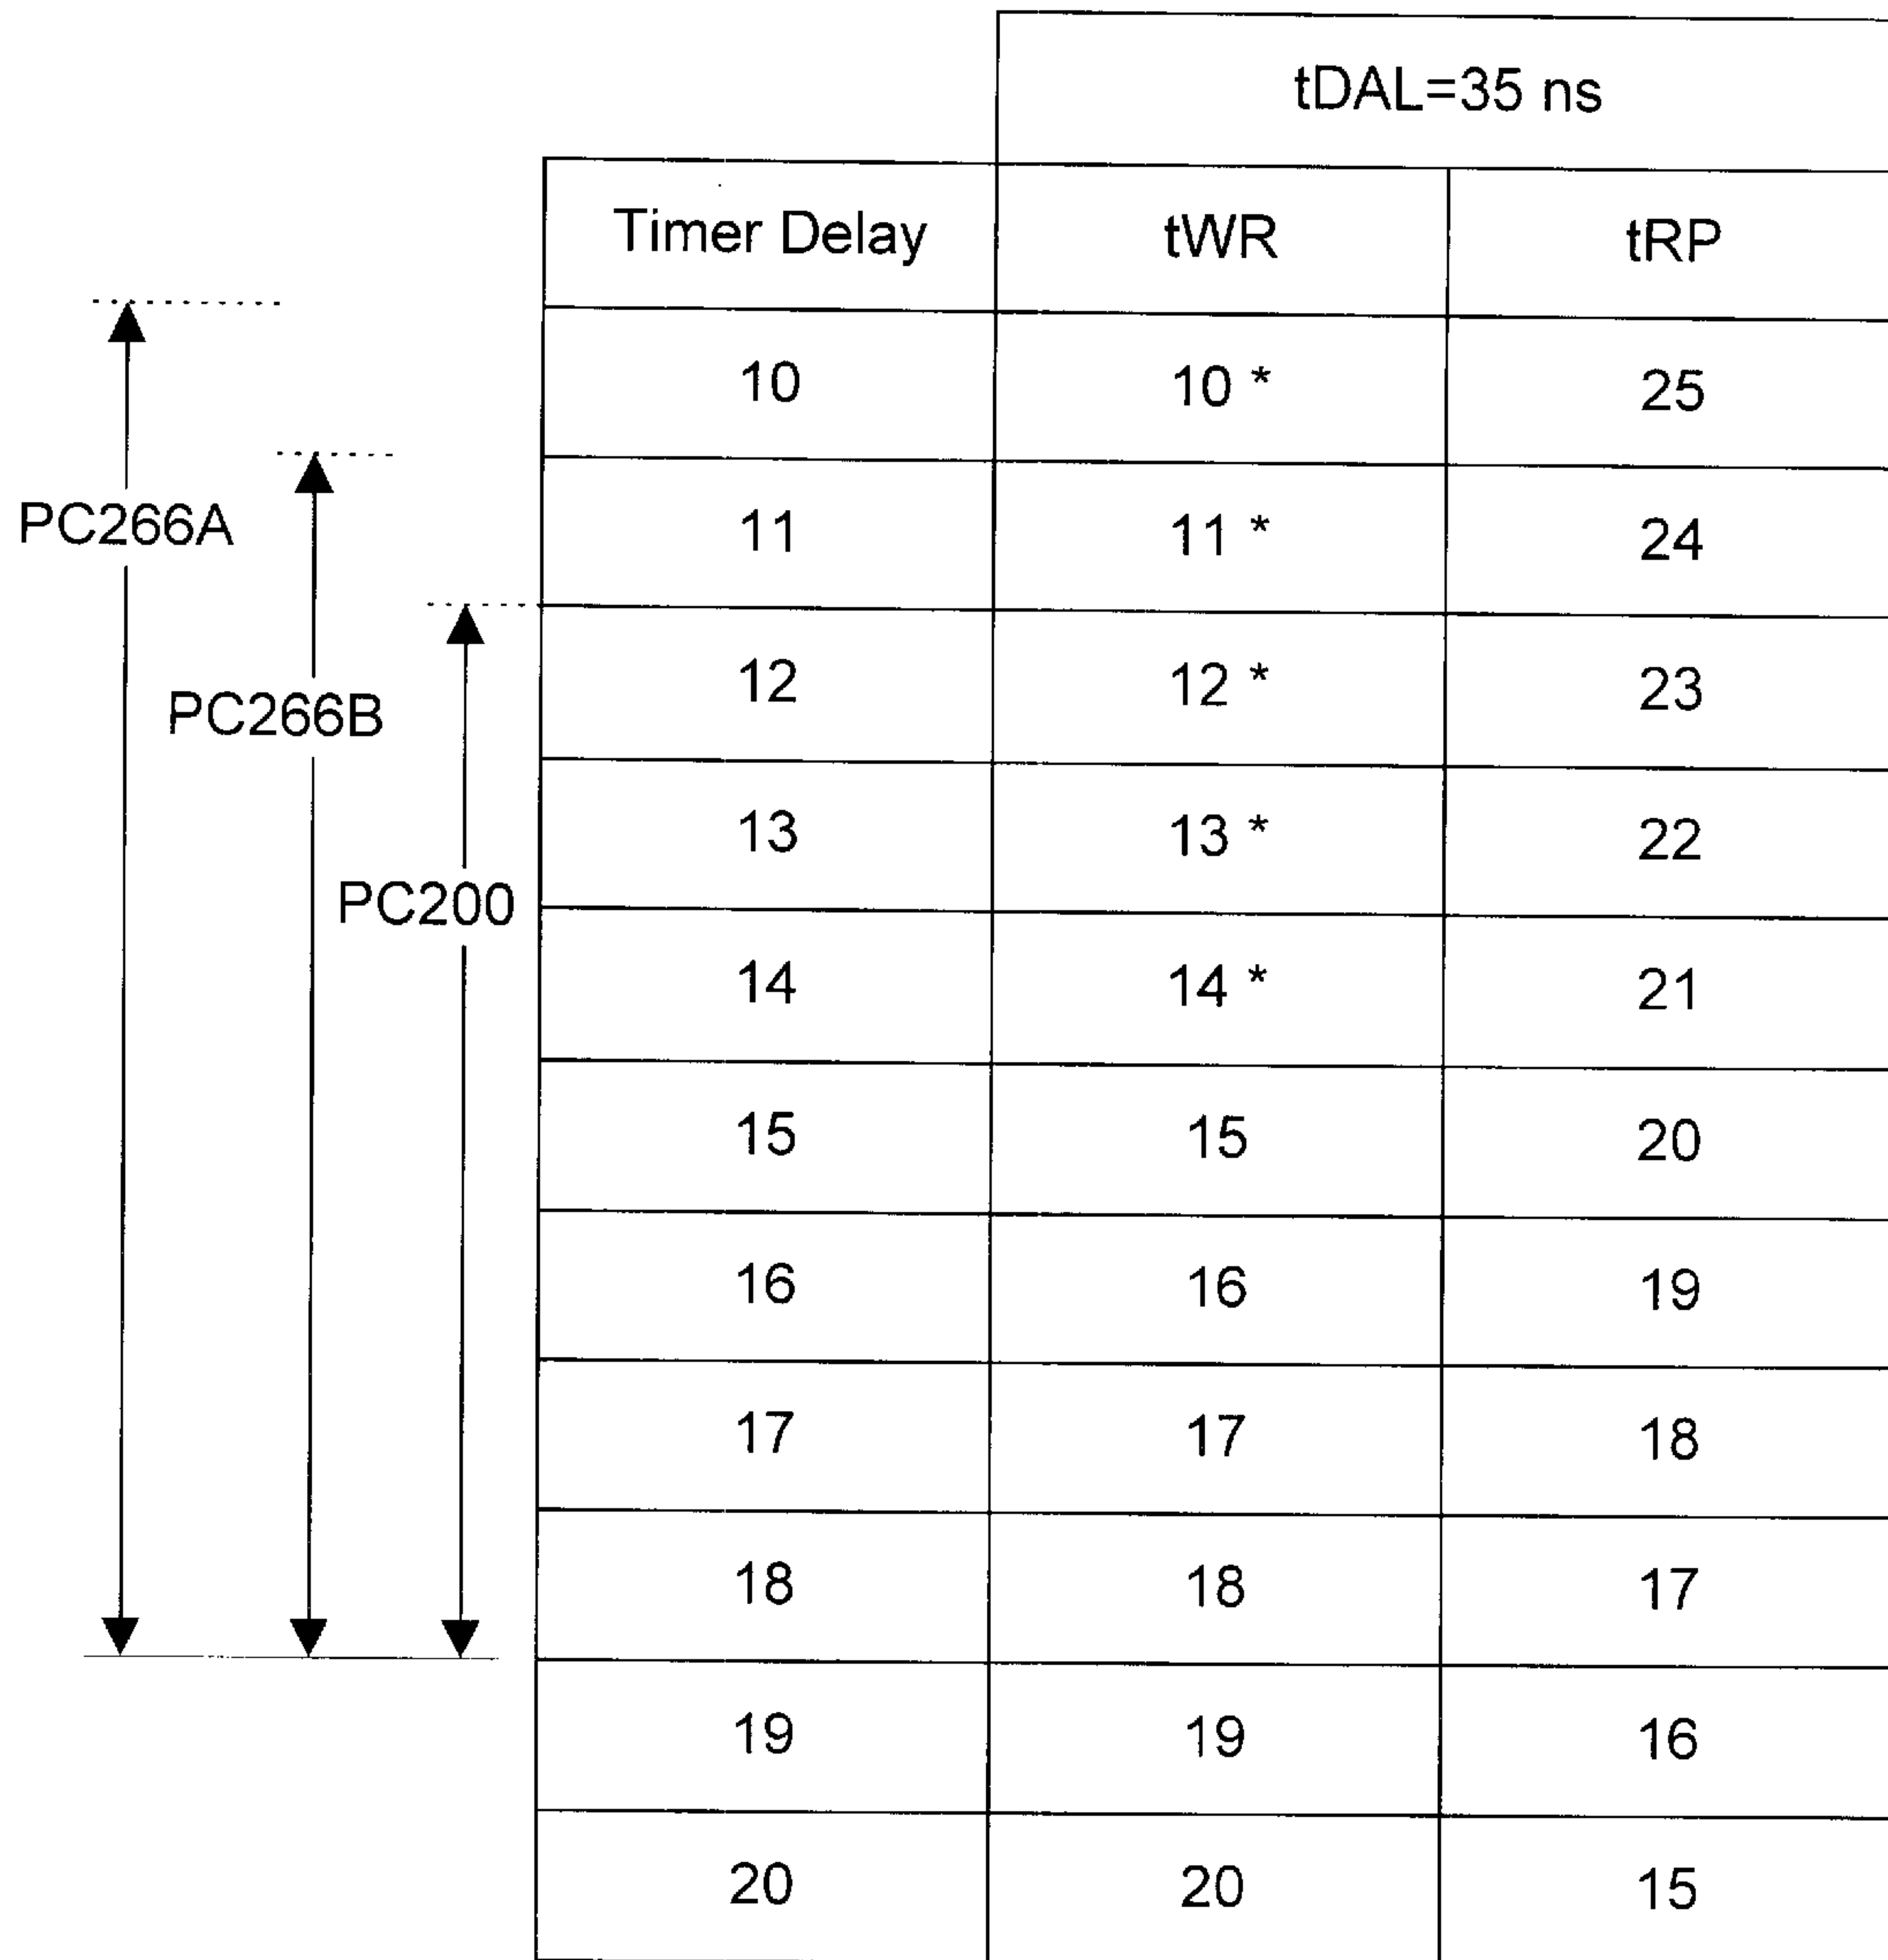 tDAL=35 ns
Timer Delay tWR tRP
10 10 * 25
PC266A 11 11 * 24
12 12 * 23
PC266B
13 13 * 22
PC200
14 14 * 21
15 15 20
16 16 19
17 17 18
18 18 17
19 19 16
20 20 15